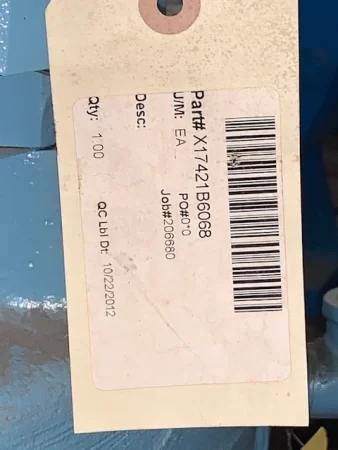 Part# X17421B6068
U/M: EA
PO#0*0
Job#206680
Desc:
Qty: 1.00
QC Lbl Dt: 10/22/2012